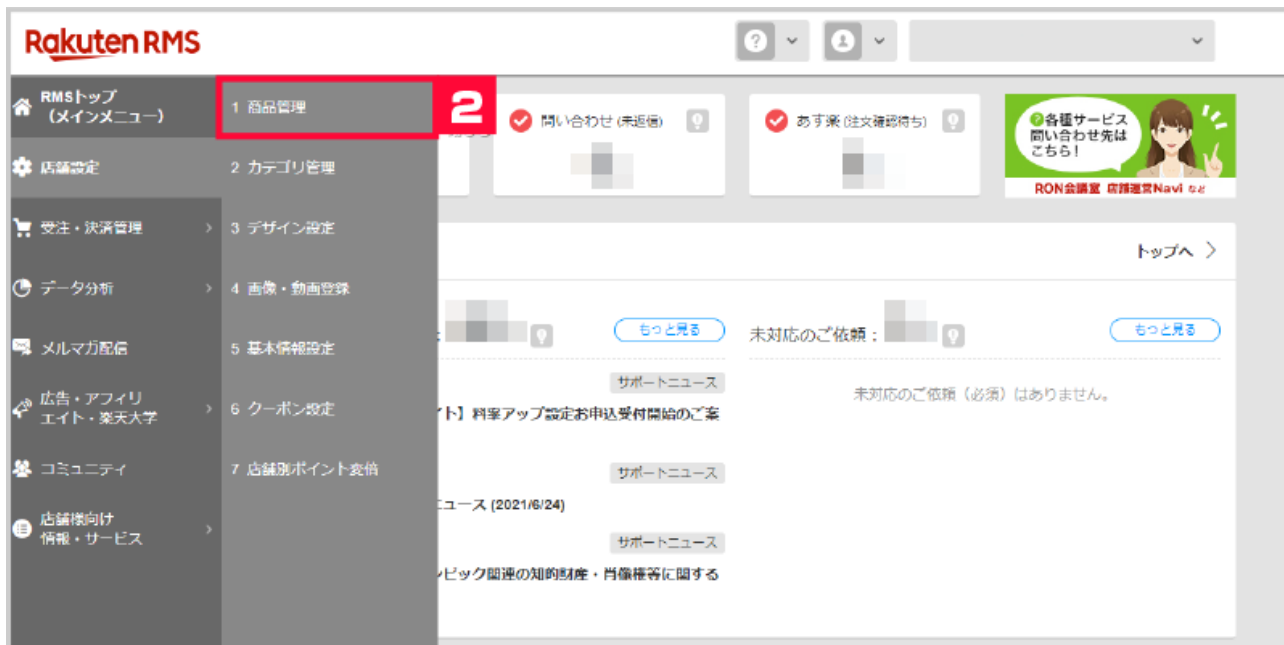 Rakuten RMS
RMSトップ
（メインメニュー）
店舗設定
受注・決済管理
データ分析
メルマガ配信
広告・アフィリ
エイト・楽天大学
コミュニティ
店舗様向け
情報・サービス
1 商品管理
2
2 カテゴリ管理
3 デザイン設定
4 画像・動画登録
5 基本情報設定
6 クーポン設定
7 店舗別ポイント変倍
問い合わせ (未返信)
あす楽 (注文確認待ち)
各種サービス
問い合わせ先は
こちら！
RON会議室 店舗運営Navi など
トップへ
もっと見る
未対応のご依頼：
もっと見る
サポートニュース
ト】料率アップ設定お申込受付開始のご案
サポートニュース
ニュース (2021/6/24)
サポートニュース
ンピック関連の知的財産・肖像権等に関する
未対応のご依頼（必須）はありません。